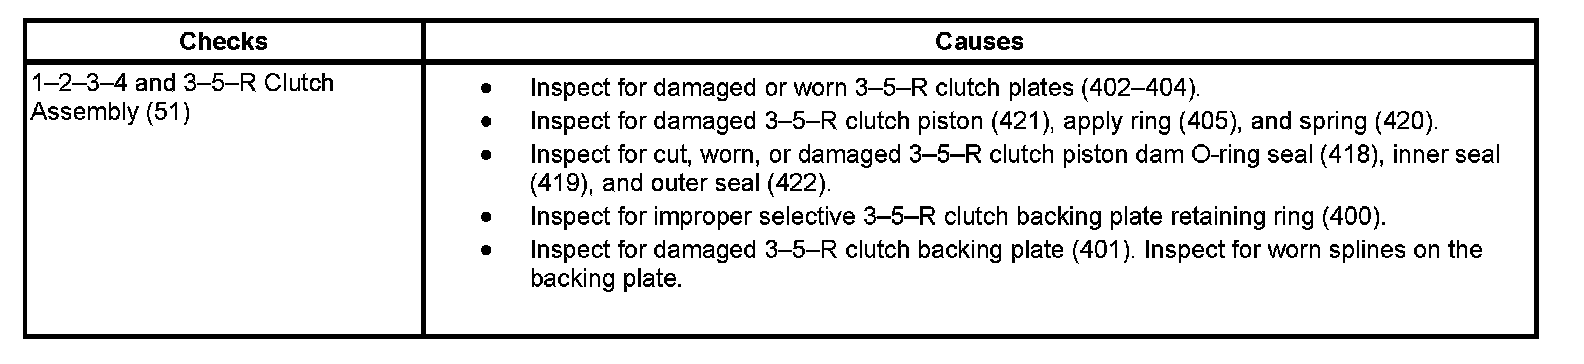 Checks
Causes
1–2–3–4 and 3–5–R Clutch
Assembly (51)
• Inspect for damaged or worn 3–5–R clutch plates (402–404).
• Inspect for damaged 3–5–R clutch piston (421), apply ring (405), and spring (420).
• Inspect for cut, worn, or damaged 3–5–R clutch piston dam O-ring seal (418), inner seal
(419), and outer seal (422).
• Inspect for improper selective 3–5–R clutch backing plate retaining ring (400).
• Inspect for damaged 3–5–R clutch backing plate (401). Inspect for worn splines on the
backing plate.